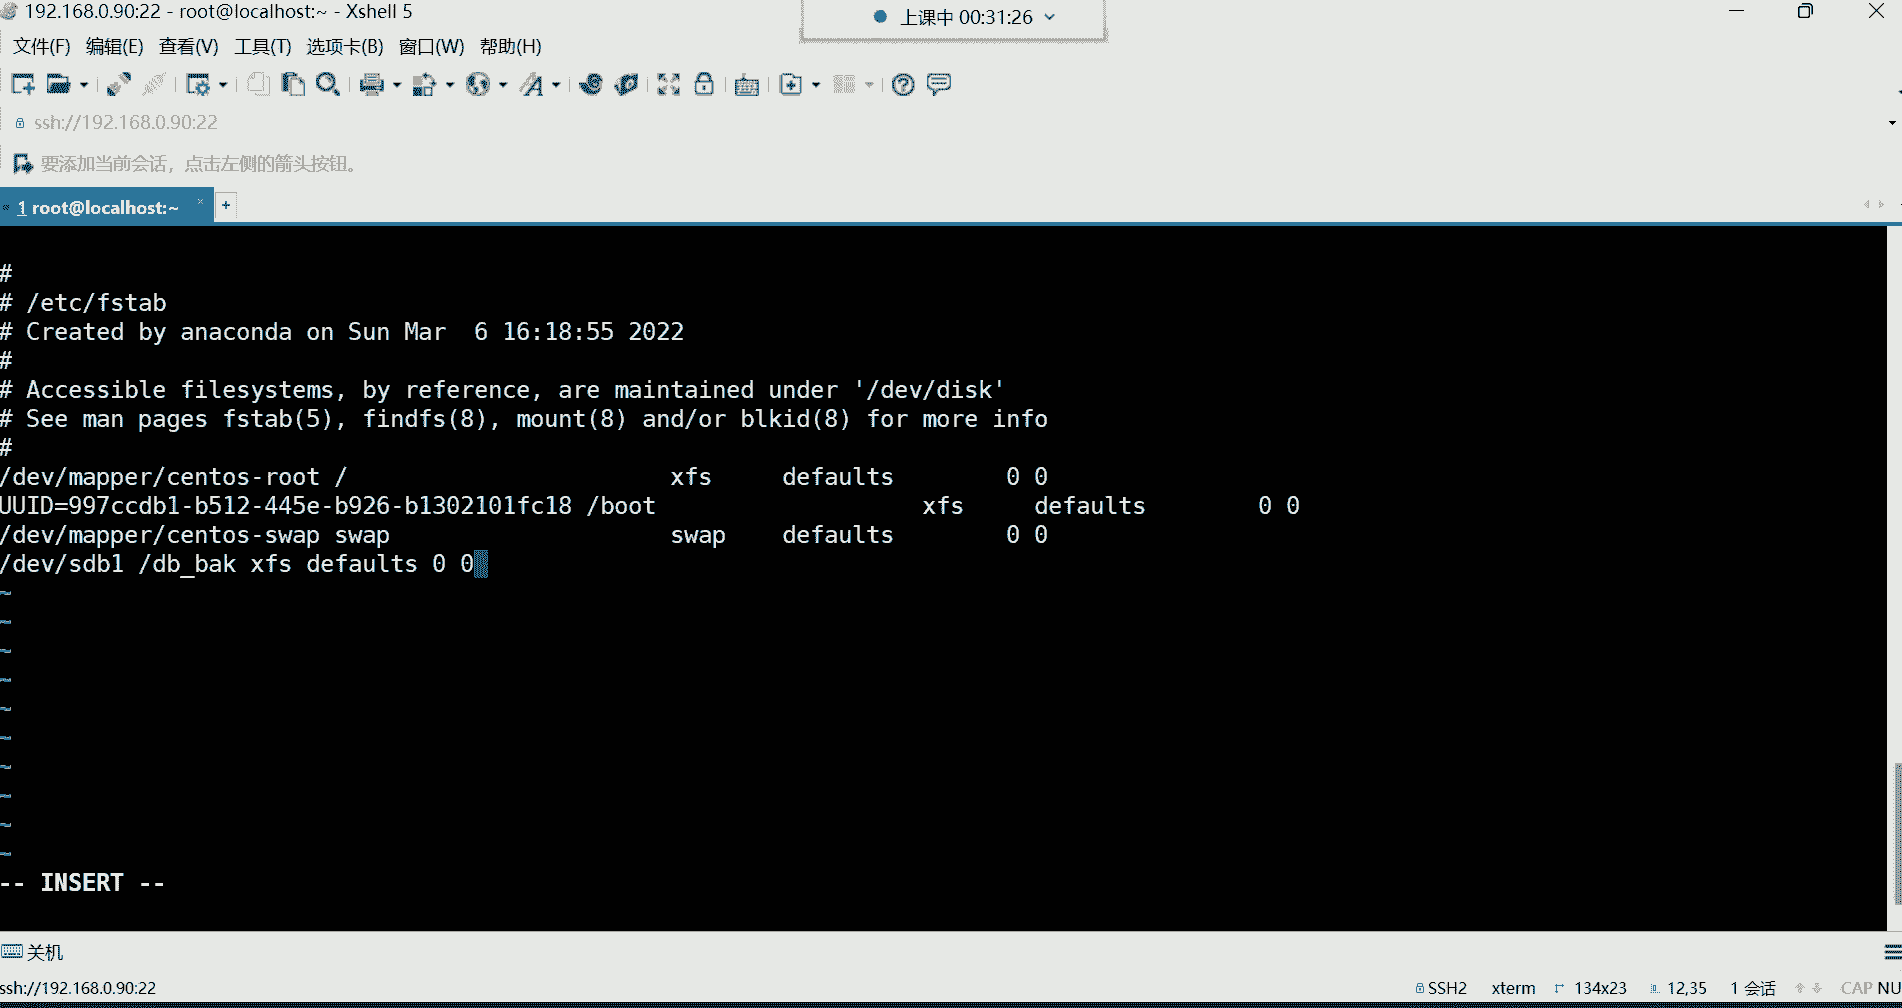 192.168.0.90:22 - root@localhost:~ - Xshell 5
上课中 00:31:26
文件(F) 编辑(E) 查看(V) 工具(T) 选项卡(B) 窗口(W) 帮助(H)
ssh://192.168.0.90:22
要添加当前会话，点击左侧的箭头按钮。
1 root@localhost:~ × +
#
# /etc/fstab
# Created by anaconda on Sun Mar  6 16:18:55 2022
#
# Accessible filesystems, by reference, are maintained under '/dev/disk'
# See man pages fstab(5), findfs(8), mount(8) and/or blkid(8) for more info
#
/dev/mapper/centos-root /                       xfs     defaults        0 0
UUID=997ccdb1-b512-445e-b926-b1302101fc18 /boot                   xfs     defaults        0 0
/dev/mapper/centos-swap swap                    swap    defaults        0 0
/dev/sdb1 /db_bak xfs defaults 0 0
~
~
~
~
~
~
~
~
~
~
-- INSERT --
关机
ssh://192.168.0.90:22 SSH2 xterm 134x23 12,35 1 会话 CAP NU